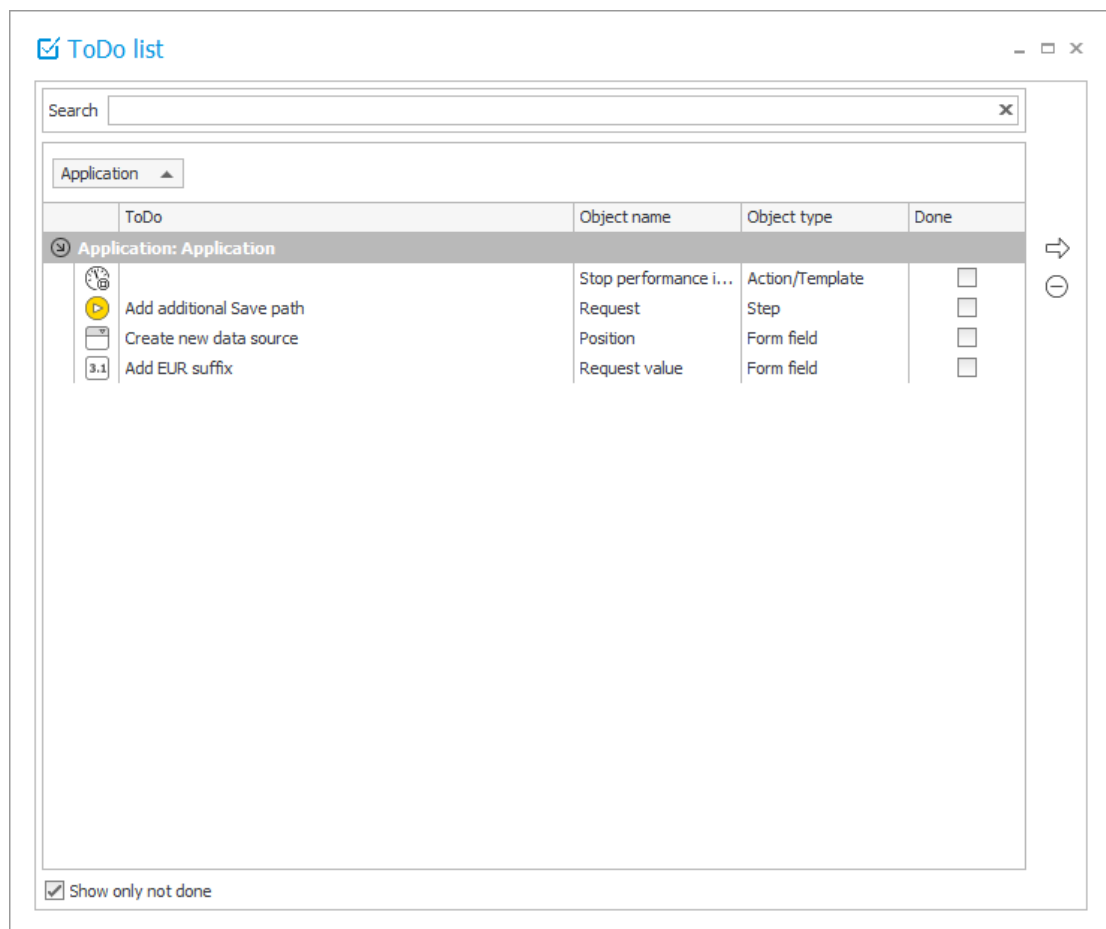 ToDo list
Search
Application
ToDo Object name Object type Done
Application: Application
Stop performance i... Action/Template
Add additional Save path Request Step
Create new data source Position Form field
3.1 Add EUR suffix Request value Form field
Show only not done